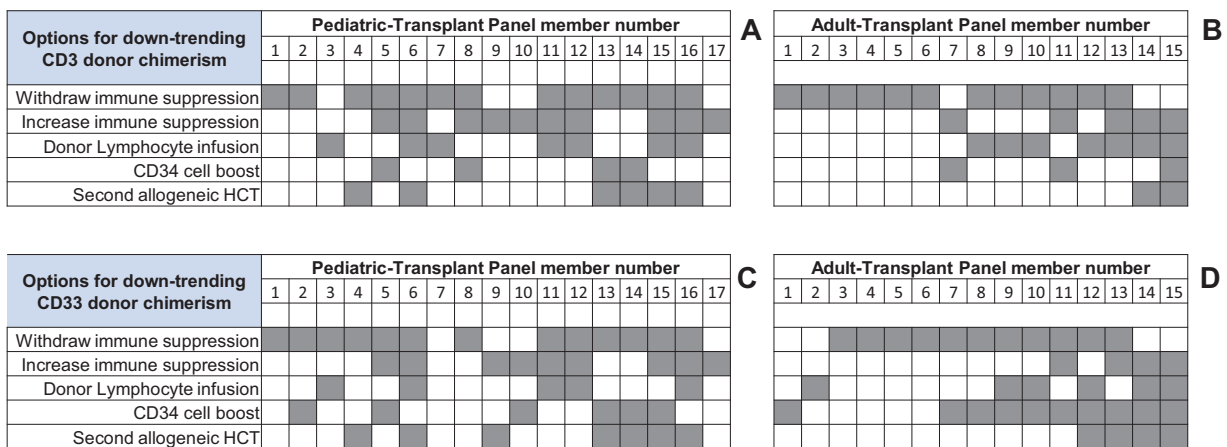 Options for down-trending CD3 donor chimerism
Pediatric-Transplant Panel member number
1 2 3 4 5 6 7 8 9 10 11 12 13 14 15 16 17
A
Adult-Transplant Panel member number
1 2 3 4 5 6 7 8 9 10 11 12 13 14 15
B
Withdraw immune suppression
Increase immune suppression
Donor Lymphocyte infusion
CD34 cell boost
Second allogeneic HCT
Options for down-trending CD33 donor chimerism
Pediatric-Transplant Panel member number
1 2 3 4 5 6 7 8 9 10 11 12 13 14 15 16 17
C
Adult-Transplant Panel member number
1 2 3 4 5 6 7 8 9 10 11 12 13 14 15
D
Withdraw immune suppression
Increase immune suppression
Donor Lymphocyte infusion
CD34 cell boost
Second allogeneic HCT